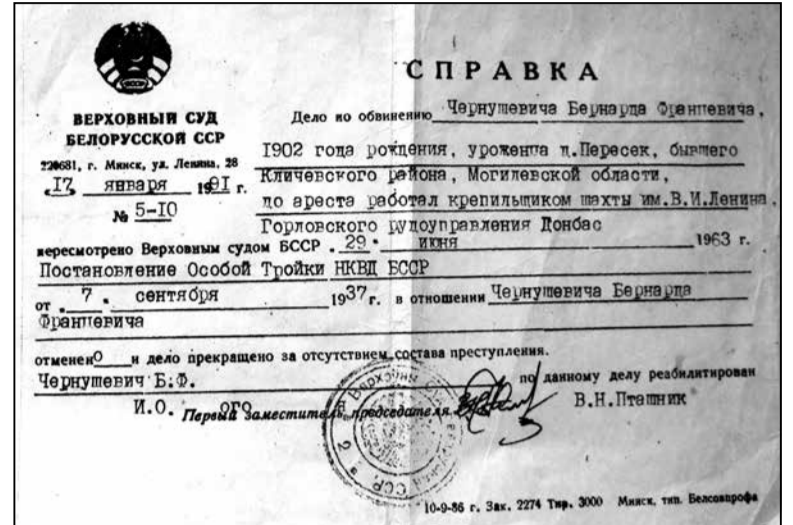 СПРАВКА
ВЕРХОВНЫЙ СУД
БЕЛОРУССКОЙ ССР
220681, г. Минск, ул. Ленина, 28
"17" января 1991 г.
№ 5-10
Дело по обвинению Чернушевича Бернарда Францевича,
1902 года рождения, уроженца д.Пересек, бывшего
Кличевского района, Могилевской области,
до ареста работал крепильщиком шахты им.В.И.Ленина.
Горловского рудоуправления Донбас
пересмотрено Верховным судом БССР "29" июня 1963 г.
Постановление Особой Тройки НКВД БССР
от "7" сентября 1937г. в отношении Чернушевича Бернарда
Францевича
отменено и дело прекращено за отсутствием состава преступления.
Чернушевич Б.Ф. по данному делу реабилитирован
И.О. Первый ого заместитель председателя В.Н.Пташник
10-9-86 г. Зак. 2274 Тир. 3000 Минск, тип. Белсовпрофа